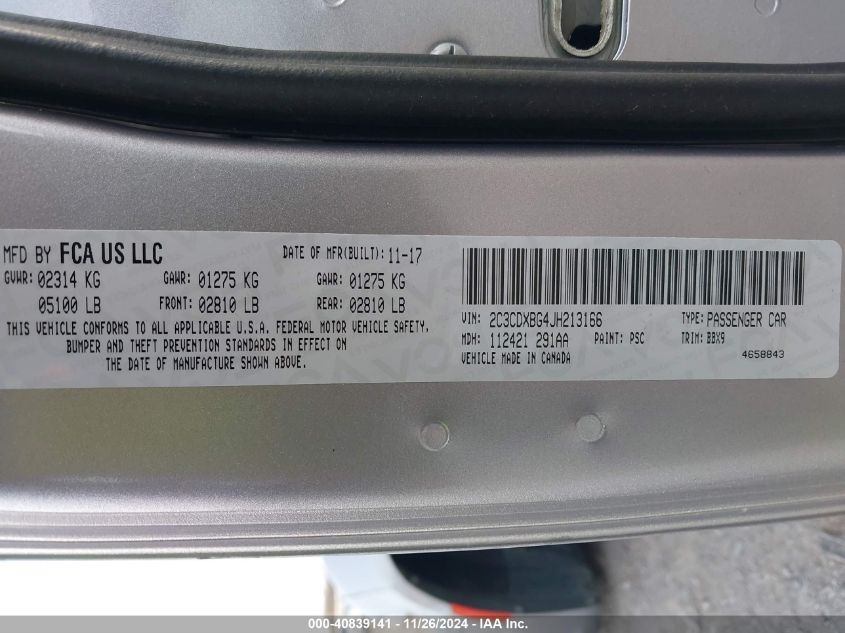 MFD BY FCA US LLC DATE OF MFR(BUILT): 11-17
GVWR: 02314 KG GAWR: 01275 KG GAWR: 01275 KG
05100 LB FRONT: 02810 LB REAR: 02810 LB
THIS VEHICLE CONFORMS TO ALL APPLICABLE U.S.A. FEDERAL MOTOR VEHICLE SAFETY,
BUMPER AND THEFT PREVENTION STANDARDS IN EFFECT ON
THE DATE OF MANUFACTURE SHOWN ABOVE.
VIN: 2C3CDXBG4JH213166 TYPE: PASSENGER CAR
MDH: 112421 291AA PAINT: PSC TRIM: BBX9
VEHICLE MADE IN CANADA 4658843
000-40839141 - 11/26/2024 - IAAI.COM.